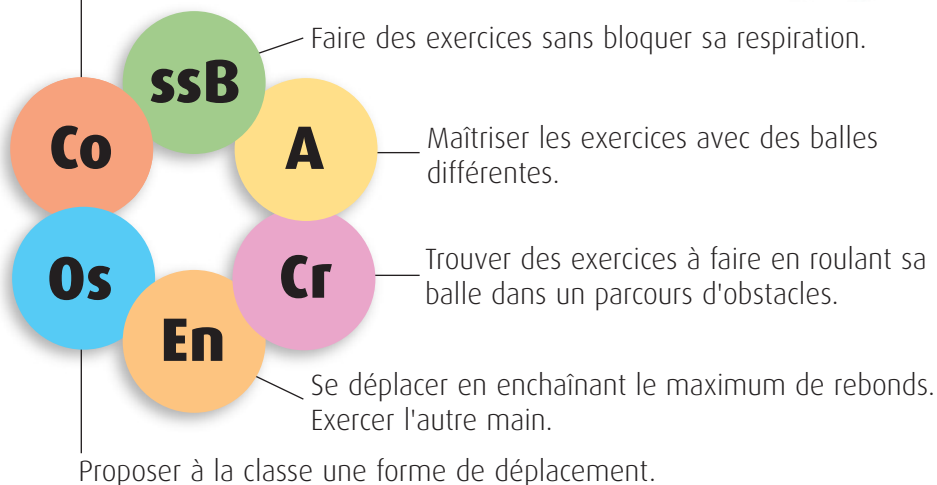 ssB
Faire des exercices sans bloquer sa respiration.
Co
A
Maîtriser les exercices avec des balles
différentes.
Os
Cr
Trouver des exercices à faire en roulant sa
balle dans un parcours d'obstacles.
En
Se déplacer en enchaînant le maximum de rebonds.
Exercer l'autre main.
Proposer à la classe une forme de déplacement.